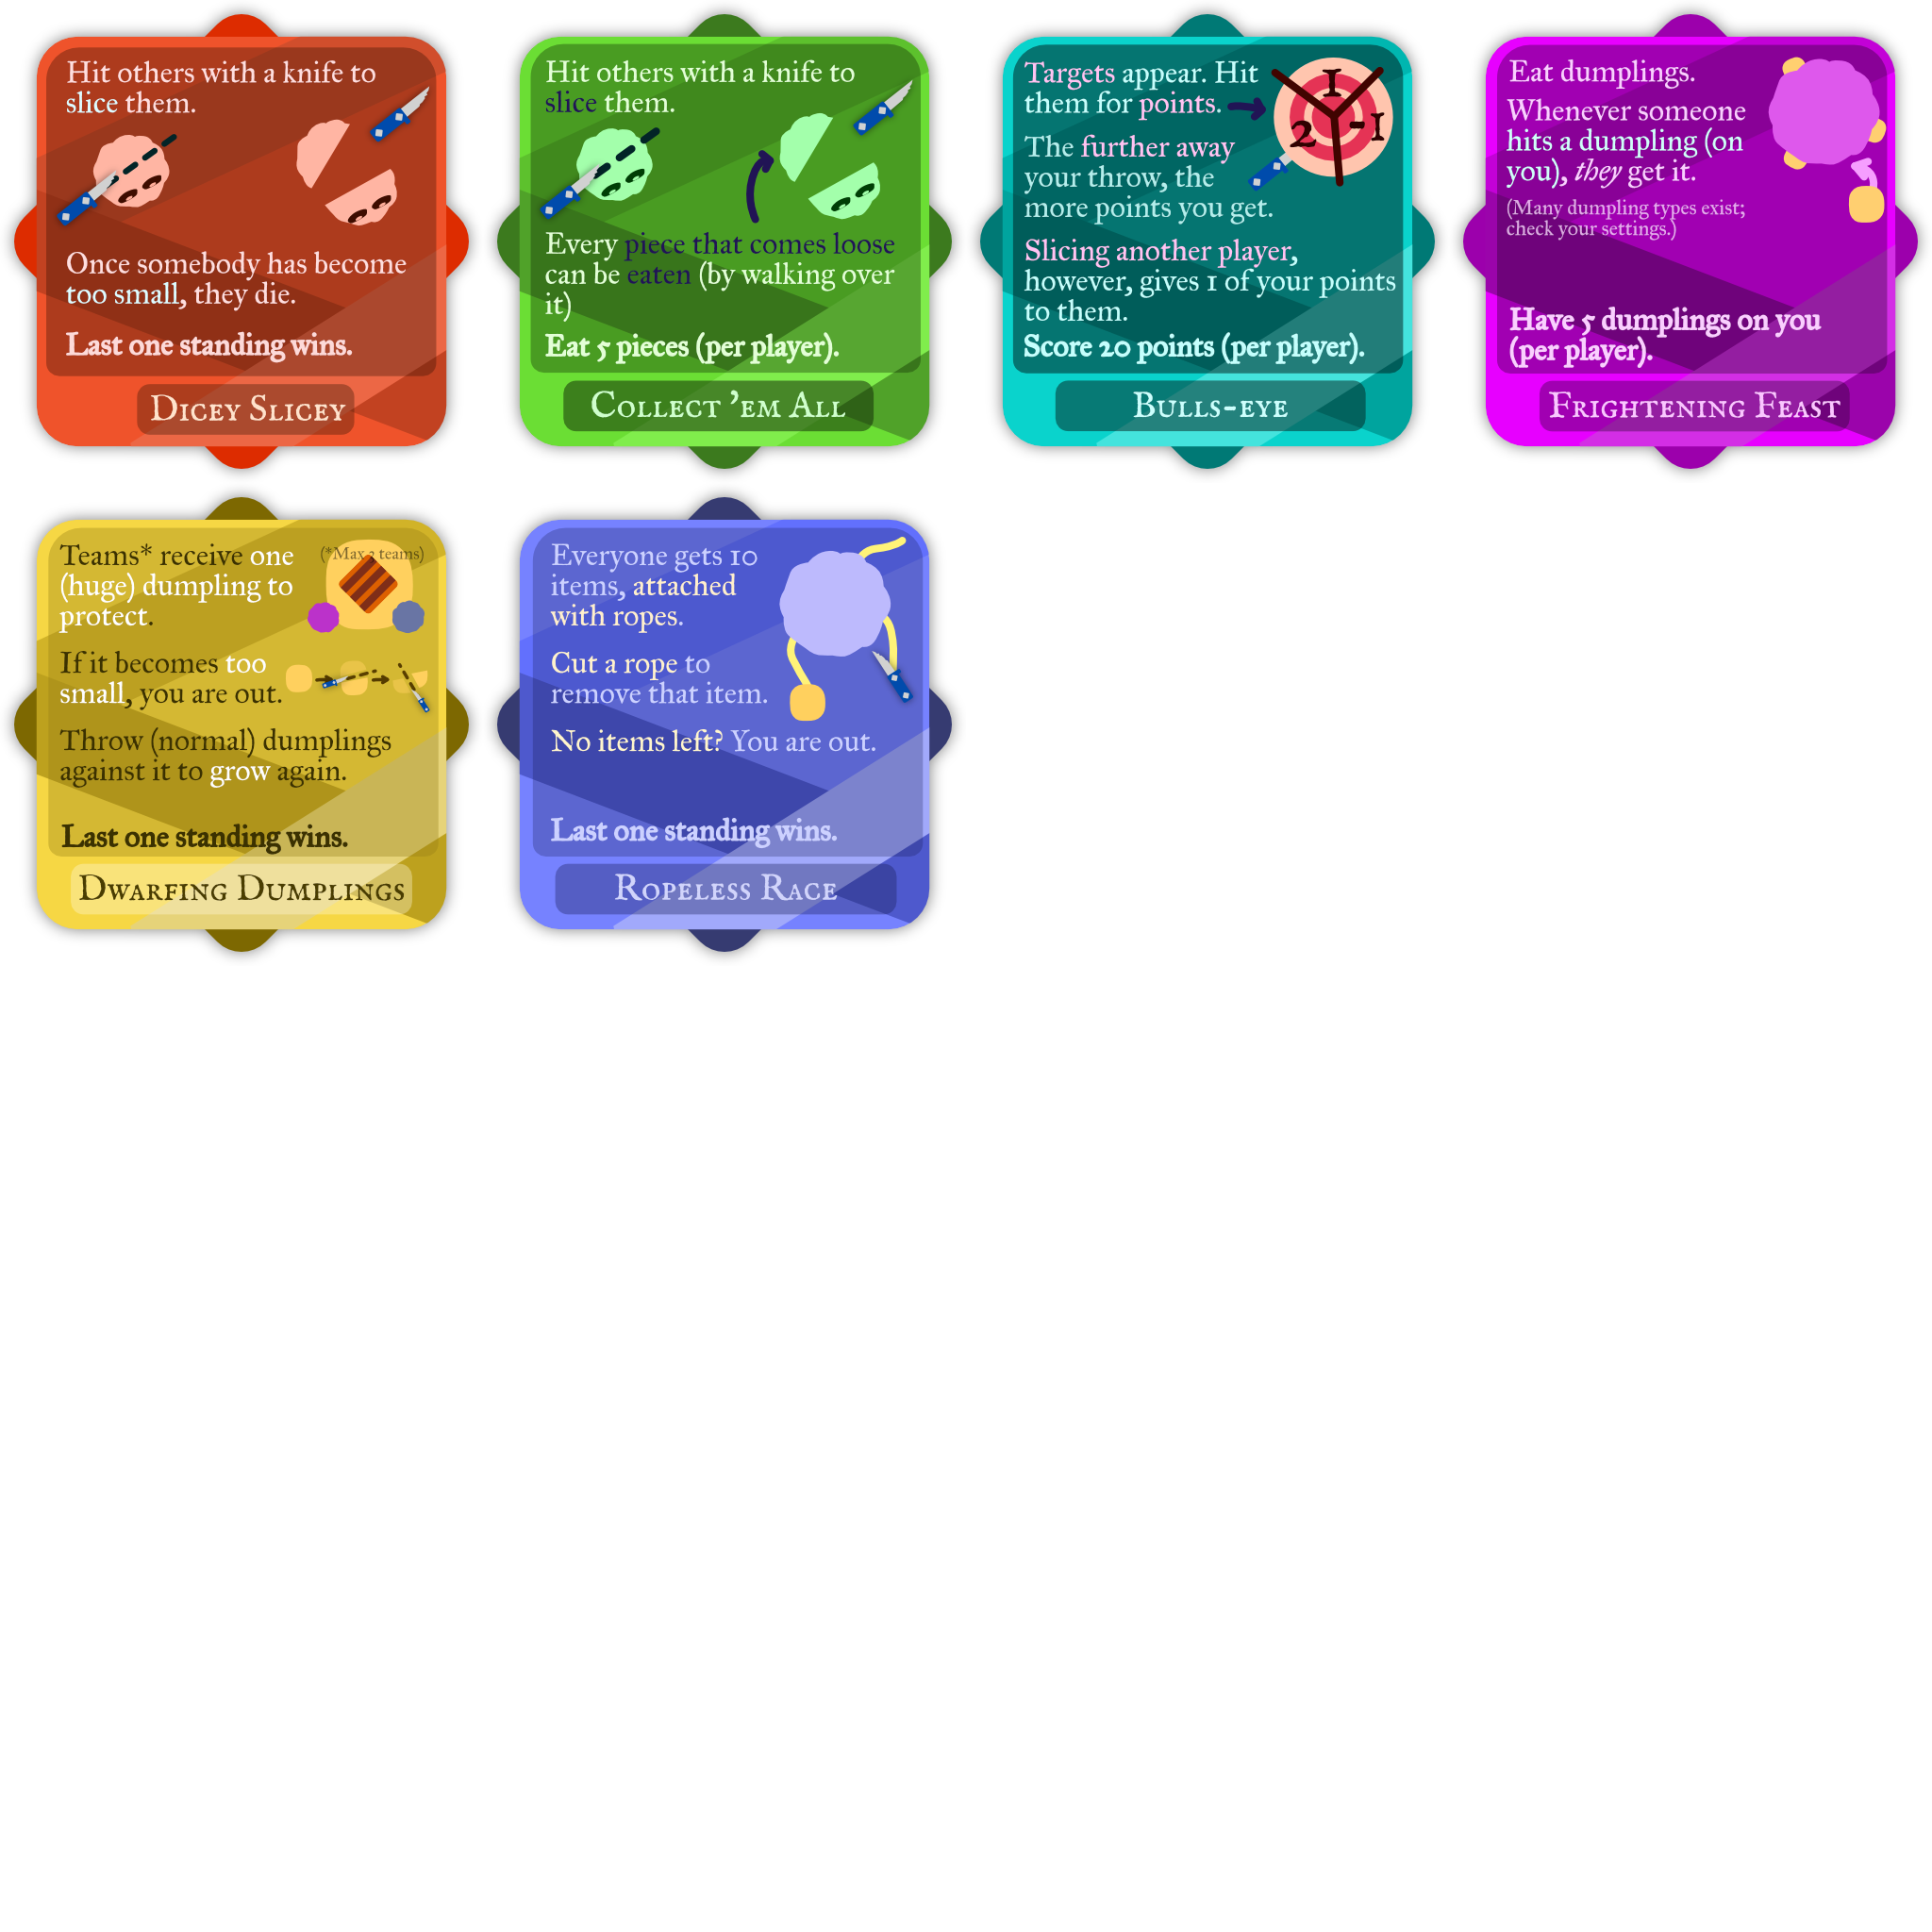 Hit others with a knife to
slice them.
Once somebody has become
too small, they die.
Last one standing wins.
Dicey Slicey
Hit others with a knife to
slice them.
Every piece that comes loose
can be eaten (by walking over
it)
Eat 5 pieces (per player).
Collect 'em All
Targets appear. Hit
them for points.
1
2
-1
The further away
your throw, the
more points you get.
Slicing another player,
however, gives 1 of your points
to them.
Score 20 points (per player).
Bulls-eye
Eat dumplings.
Whenever someone
hits a dumpling (on
you), they get it.
(Many dumpling types exist;
check your settings.)
Have 5 dumplings on you
(per player).
Frightening Feast
Teams* receive one
(huge) dumpling to
protect.
(*Max teams)
If it becomes too
small, you are out.
Throw (normal) dumplings
against it to grow again.
Last one standing wins.
Dwarfing Dumplings
Everyone gets 10
items, attached
with ropes.
Cut a rope to
remove that item.
No items left? You are out.
Last one standing wins.
Ropeless Race